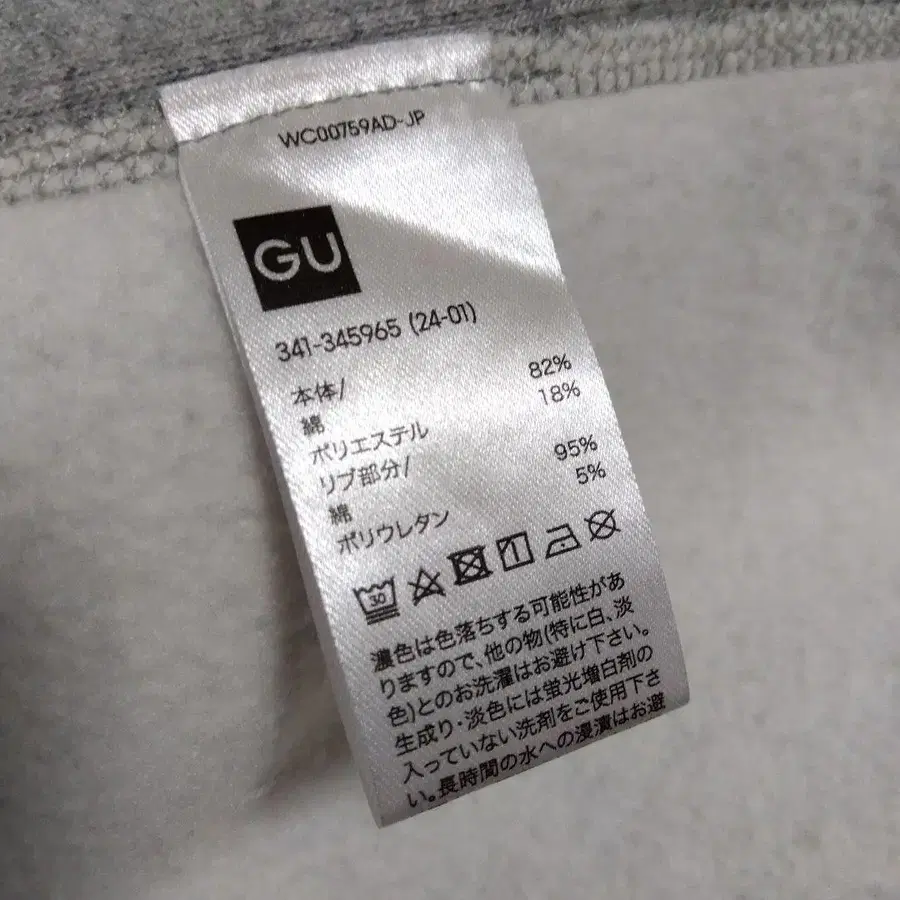 WC00759AD-JP
GU
341-345965 (24-01)
本体/
綿 82%
ポリエステル 18%
リブ部分/
綿 95%
ポリウレタン 5%
30
濃色は色落ちする可能性があ
りますので、他の物(特に白、淡
色)とのお洗濯はお避け下さい。
生成り・淡色には蛍光増白剤の
入っていない洗剤をご使用下さ
い。長時間の水への浸漬はお避